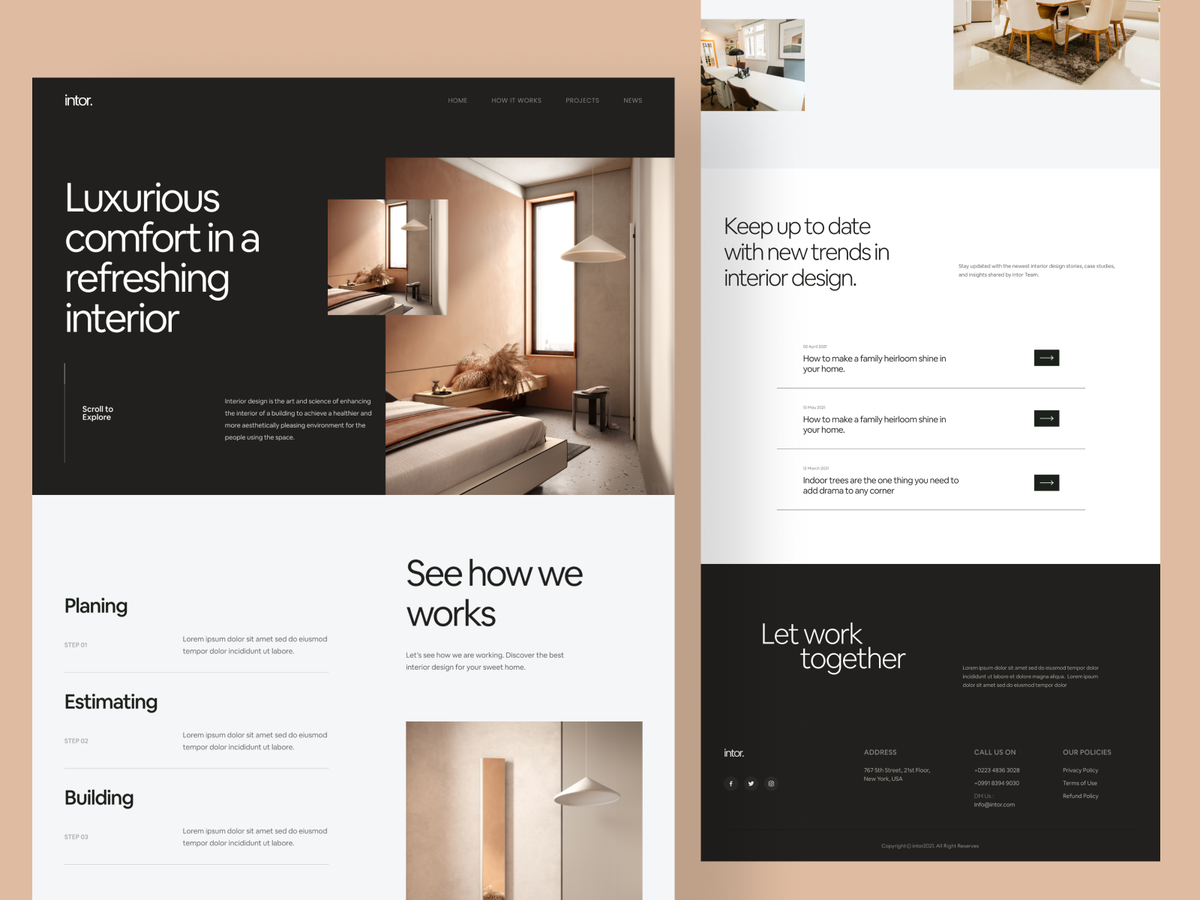 intor.
HOME HOW IT WORKS PROJECTS NEWS
Luxurious
comfort in a
refreshing
interior
Scroll to
Explore
Interior design is the art and science of enhancing
the interior of a building to achieve a healthier and
more aesthetically pleasing environment for the
people using the space.
Planing
STEP 01
Lorem ipsum dolor sit amet sed do eiusmod
tempor dolor incididunt ut labore.
Estimating
STEP 02
Lorem ipsum dolor sit amet sed do eiusmod
tempor dolor incididunt ut labore.
Building
STEP 03
Lorem ipsum dolor sit amet sed do eiusmod
tempor dolor incididunt ut labore.
See how we
works
Let's see how we are working. Discover the best
interior design for your sweet home.
Keep up to date
with new trends in
interior design.
Stay updated with the newest interior design stories, case studies,
and insights shared by Intor Team.
April 2021
How to make a family heirloom shine in
your home.
May 2021
How to make a family heirloom shine in
your home.
March 2021
Indoor trees are the one thing you need to
add drama to any corner
Let work
together
Lorem ipsum dolor sit amet sed do eiusmod tempor dolor
incididunt ut labore et dolore magna aliqua. Lorem ipsum
dolor sit amet sed do eiusmod tempor dolor
intor.
ADDRESS
767 5th Street, 21st Floor,
New York, USA
CALL US ON
+0223 4836 3028
+0991 8394 9030
DM Us :
Info@intor.com
OUR POLICIES
Privacy Policy
Terms of Use
Refund Policy
Copyright © intor2021. All Right Reserves